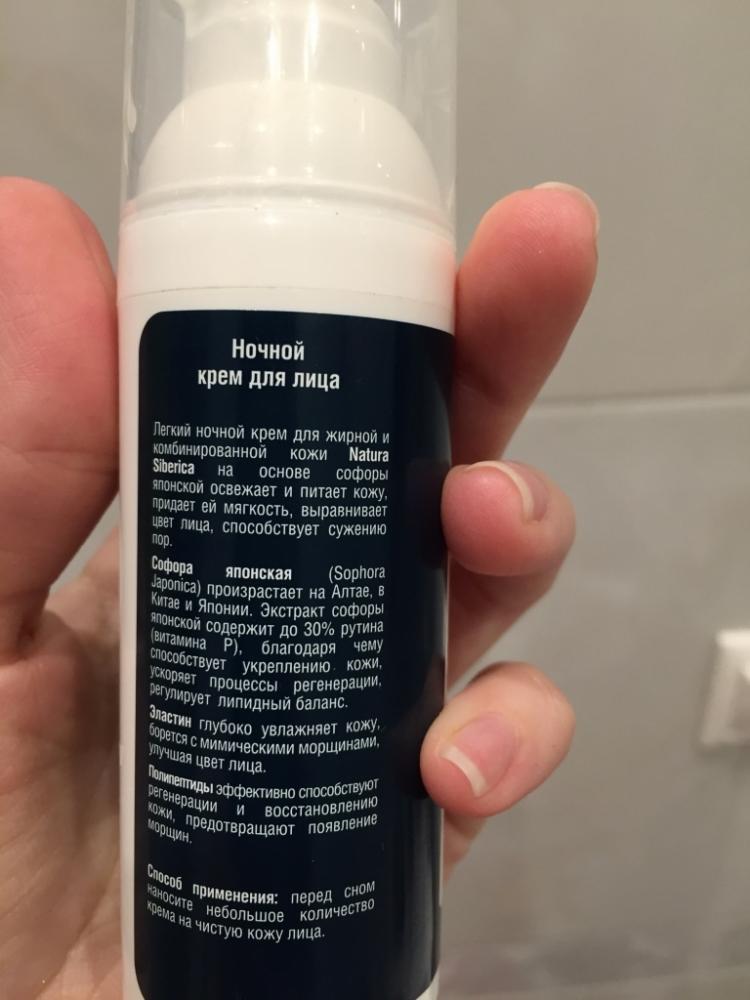 Ночной
крем для лица
Легкий ночной крем для жирной и
комбинированной кожи Natura
Siberica на основе софоры
японской освежает и питает кожу,
придает ей мягкость, выравнивает
цвет лица, способствует сужению
пор.
Софора японская (Sophora
Japonica) произрастает на Алтае, в
Китае и Японии. Экстракт софоры
японской содержит до 30% рутина
(витамина P), благодаря чему
способствует укреплению кожи,
ускоряет процессы регенерации,
регулирует липидный баланс.
Эластин глубоко увлажняет кожу,
борется с мимическими морщинами,
улучшая цвет лица.
Полипептиды эффективно способствуют
регенерации и восстановлению
кожи, предотвращают появление
морщин.
Способ применения: перед сном
наносите небольшое количество
крема на чистую кожу лица.